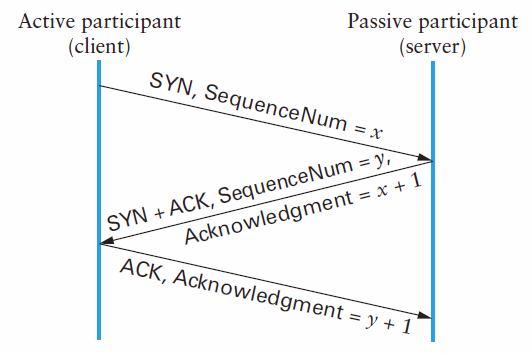 Active participant
(client)
Passive participant
(server)
SYN, SequenceNum = x
SYN + ACK, SequenceNum = y,
Acknowledgment = x + 1
ACK, Acknowledgment = y + 1